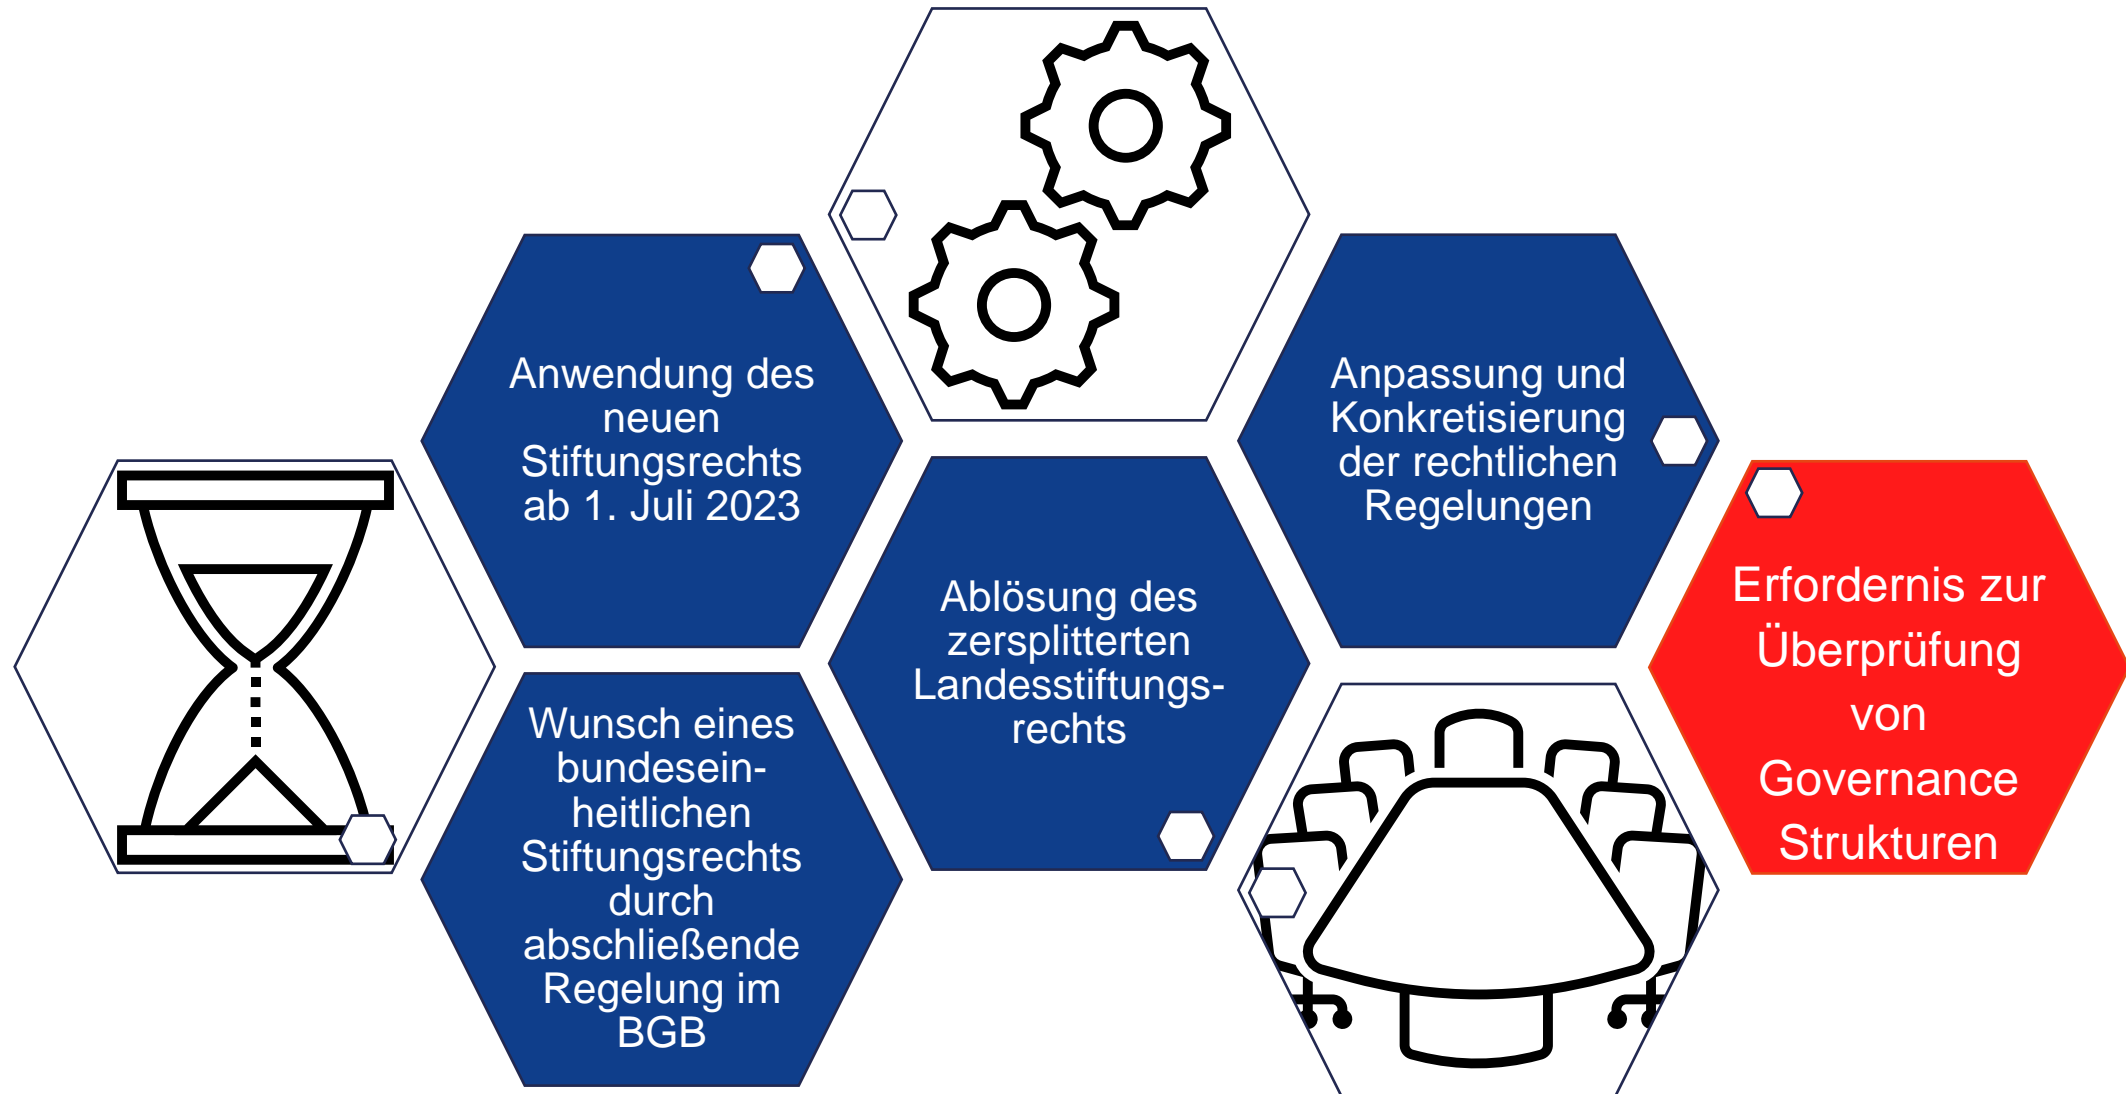 Anwendung des
neuen
Stiftungsrechts
ab 1. Juli 2023
Wunsch eines
bundesein-
heitlichen
Stiftungsrechts
durch
abschließende
Regelung im
BGB
Ablösung des
zersplitterten
Landesstiftungs-
rechts
Anpassung und
Konkretisierung
der rechtlichen
Regelungen
Erfordernis zur
Überprüfung
von
Governance
Strukturen